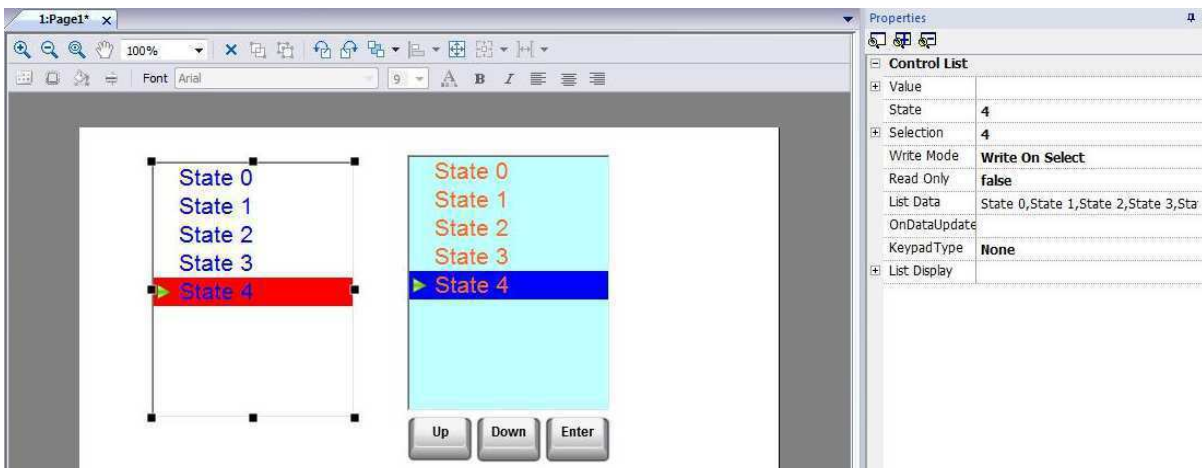 1:Page1*
100%
Font Arial 9 A B I
State 0
State 1
State 2
State 3
State 4
State 0
State 1
State 2
State 3
State 4
Up Down Enter
Properties
Control List
Value
State 4
Selection 4
Write Mode Write On Select
Read Only false
List Data State 0,State 1,State 2,State 3,Sta
OnDataUpdate
KeypadType None
List Display